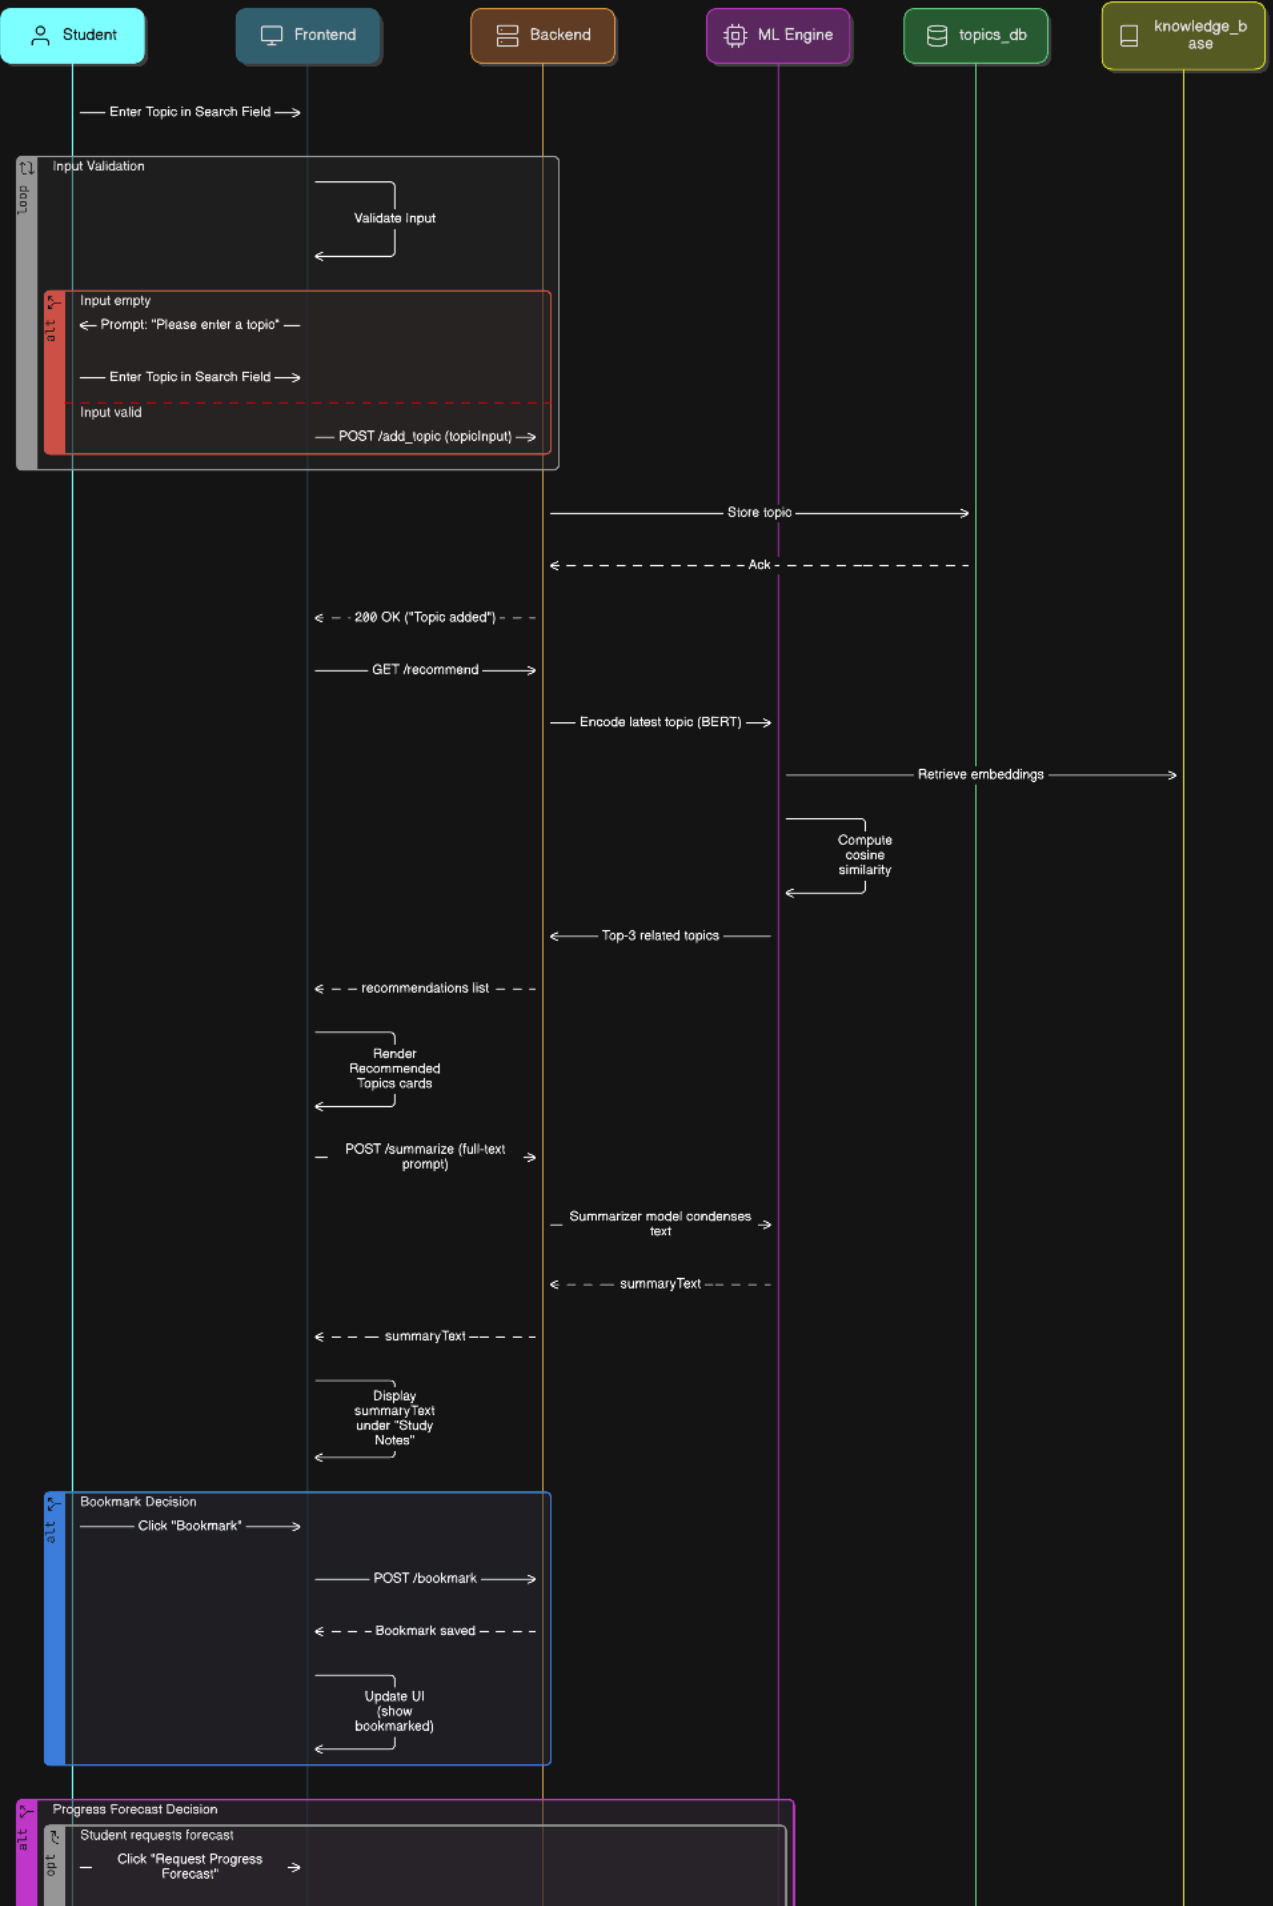 Student
Frontend
Backend
ML Engine
topics_db
knowledge_b
ase
Enter Topic in Search Field
loop
Input Validation
Validate Input
alt
Input empty
Prompt: "Please enter a topic"
Enter Topic in Search Field
Input valid
POST /add_topic (topicInput)
Store topic
Ack
200 OK ("Topic added")
GET /recommend
Encode latest topic (BERT)
Retrieve embeddings
Compute
cosine
similarity
Top-3 related topics
recommendations list
Render
Recommended
Topics cards
POST /summarize (full-text
prompt)
Summarizer model condenses
text
summaryText
summaryText
Display
summaryText
under "Study
Notes"
alt
Bookmark Decision
Click "Bookmark"
POST /bookmark
Bookmark saved
Update UI
(show
bookmarked)
alt
Progress Forecast Decision
opt
Student requests forecast
Click "Request Progress
Forecast"